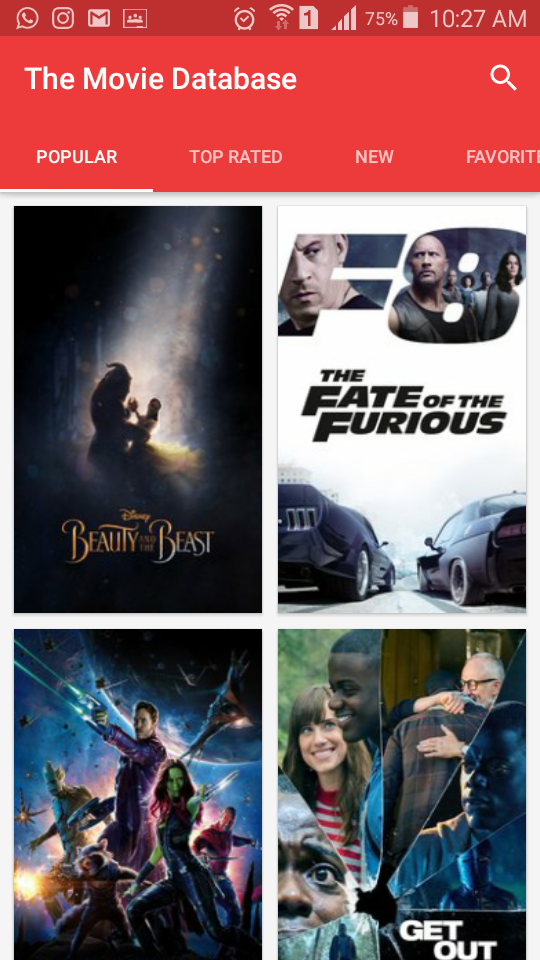 1 75% 10:27 AM
The Movie Database
POPULAR TOP RATED NEW FAVORITE
F8
THE
FATE OF THE
FURIOUS
Disney
BEAUTY AND THE BEAST
GET
OUT